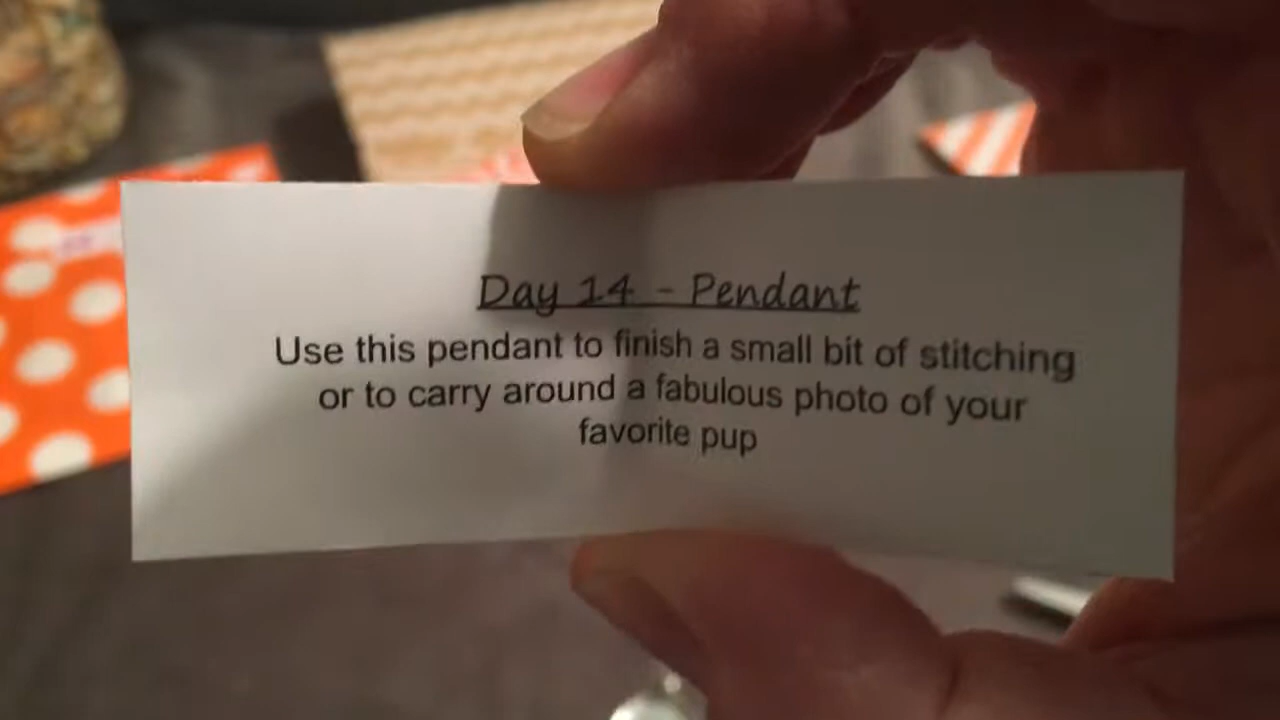 Day 14 - Pendant
Use this pendant to finish a small bit of stitching
or to carry around a fabulous photo of your
favorite pup